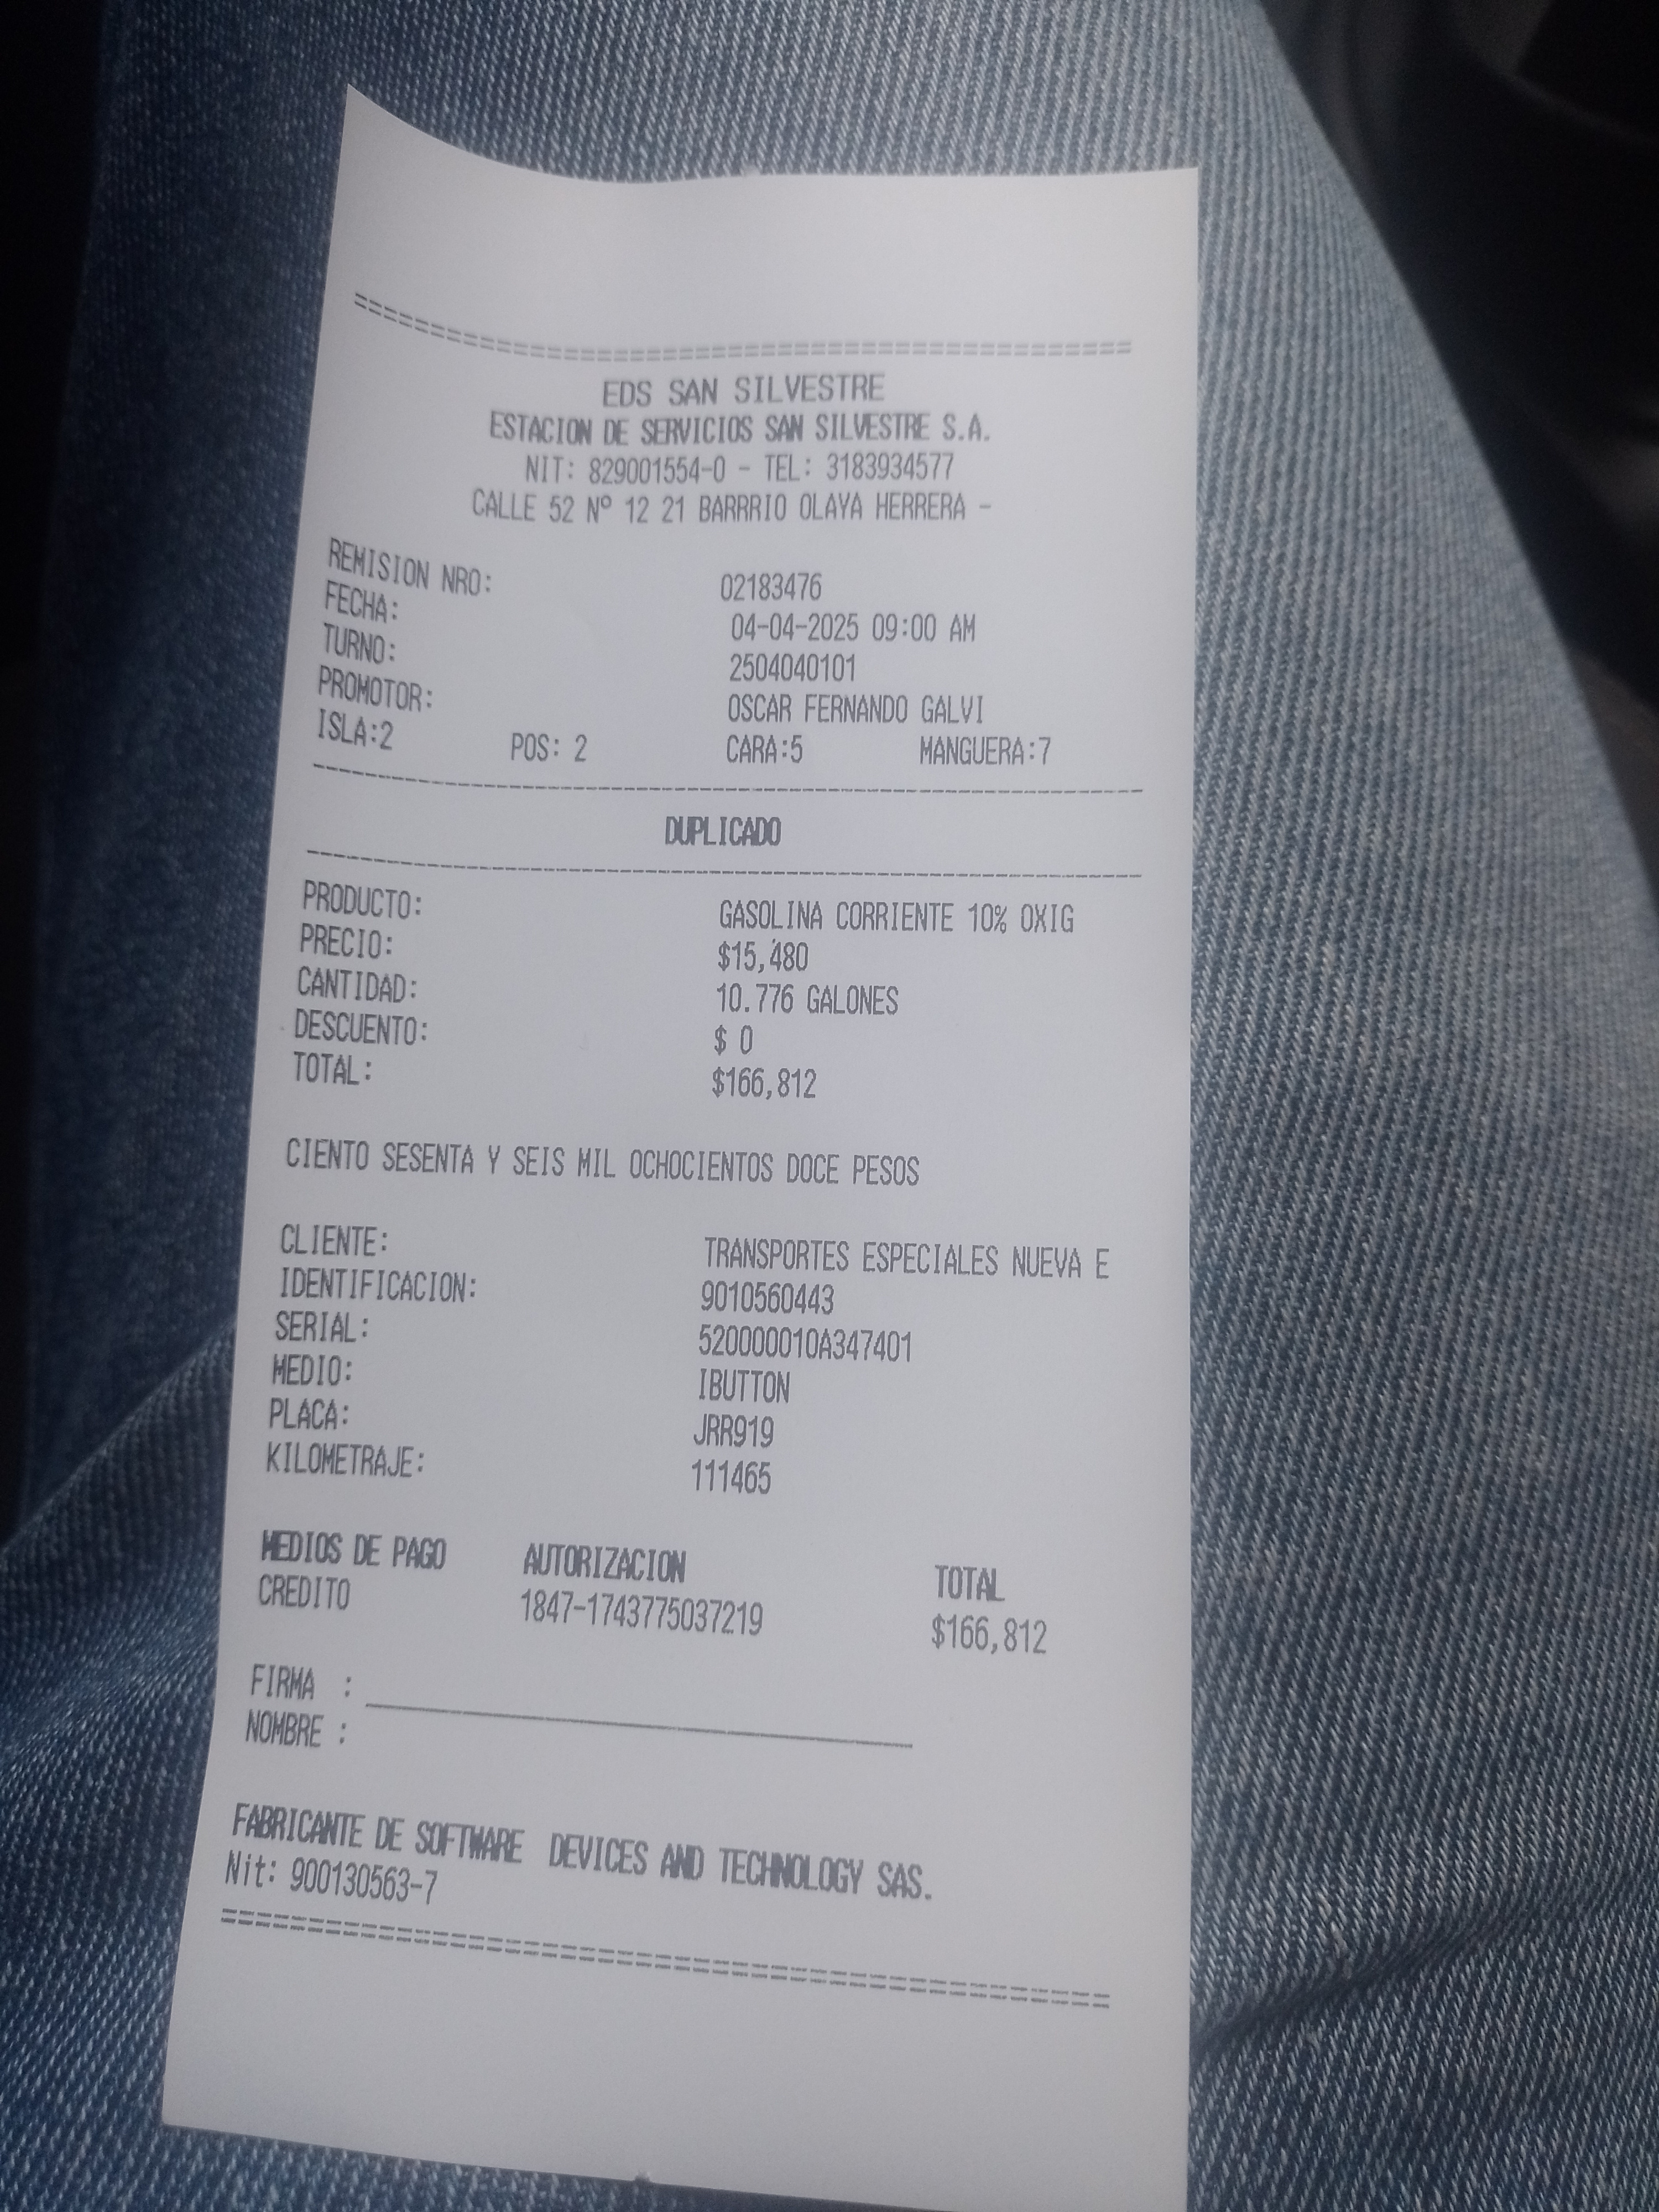 EDS SAN SILVESTRE
ESTACION DE SERVICIOS SAN SILVESTRE S.A.
NIT: 829001554-0 - TEL: 3183934577
CALLE 52 Nº 12 21 BARRRIO OLAYA HERRERA -
REMISION NRO: 02183476
FECHA: 04-04-2025 09:00 AM
TURNO: 2504040101
PROMOTOR: OSCAR FERNANDO GALVI
ISLA:2 POS: 2 CARA:5 MANGUERA:7
DUPLICADO
PRODUCTO: GASOLINA CORRIENTE 10% OXIG
PRECIO: $15,480
CANTIDAD: 10.776 GALONES
DESCUENTO: $ 0
TOTAL: $166,812
CIENTO SESENTA Y SEIS MIL OCHOCIENTOS DOCE PESOS
CLIENTE: TRANSPORTES ESPECIALES NUEVA E
IDENTIFICACION: 9010560443
SERIAL: 520000010A347401
MEDIO: IBUTTON
PLACA: JRR919
KILOMETRAJE: 111465
MEDIOS DE PAGO AUTORIZACION TOTAL
CREDITO 1847-1743775037219 $166,812
FIRMA :
NOMBRE :
FABRICANTE DE SOFTWARE DEVICES AND TECHNOLOGY SAS.
Nit: 900130563-7